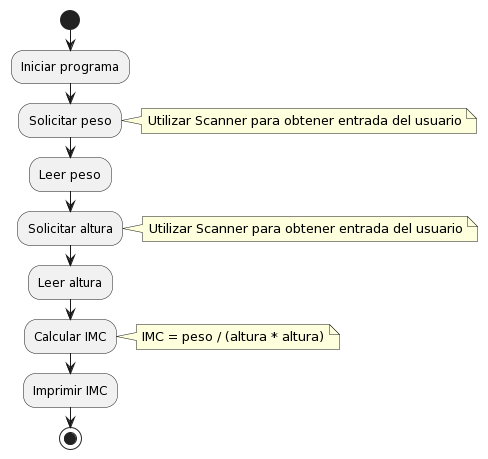 Iniciar programa
Solicitar peso
Utilizar Scanner para obtener entrada del usuario
Leer peso
Solicitar altura
Utilizar Scanner para obtener entrada del usuario
Leer altura
Calcular IMC
IMC = peso / (altura * altura)
Imprimir IMC